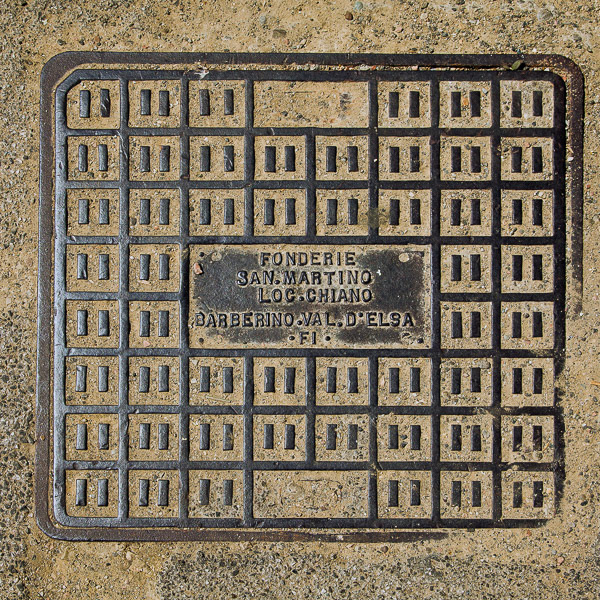 FONDERIE
SAN.MARTINO
LOC.CHIANO
BARBERINO.VAL.D'ELSA
·FI·